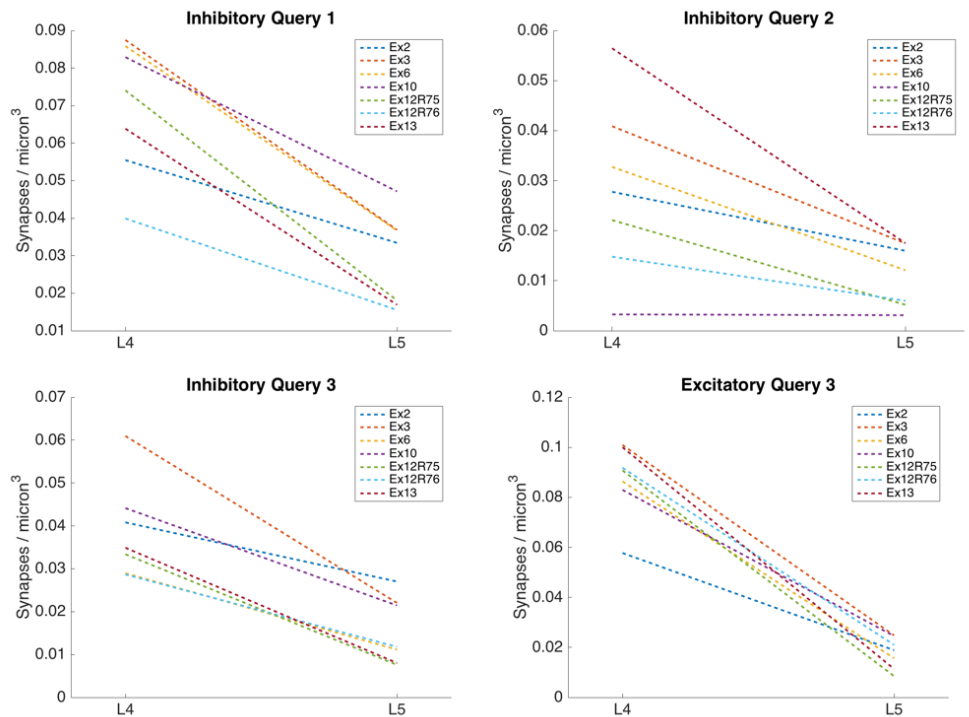 Inhibitory Query 1
Synapses / micron³
0.09
0.08
0.07
0.06
0.05
0.04
0.03
0.02
0.01
L4
L5
Ex2
Ex3
Ex6
Ex10
Ex12R75
Ex12R76
Ex13
Inhibitory Query 2
Synapses / micron³
0.06
0.05
0.04
0.03
0.02
0.01
0
L4
L5
Ex2
Ex3
Ex6
Ex10
Ex12R75
Ex12R76
Ex13
Inhibitory Query 3
Synapses / micron³
0.07
0.06
0.05
0.04
0.03
0.02
0.01
0
L4
L5
Ex2
Ex3
Ex6
Ex10
Ex12R75
Ex12R76
Ex13
Excitatory Query 3
Synapses / micron³
0.12
0.1
0.08
0.06
0.04
0.02
0
L4
L5
Ex2
Ex3
Ex6
Ex10
Ex12R75
Ex12R76
Ex13